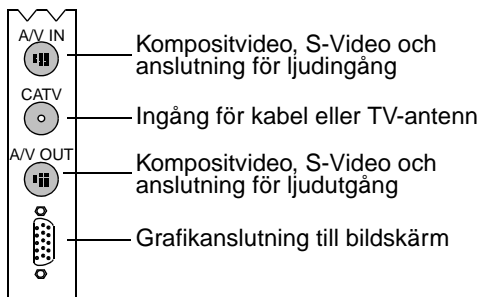 A/V IN
Kompositvideo, S-Video och
anslutning för ljudingång
CATV
Ingång för kabel eller TV-antenn
A/V OUT
Kompositvideo, S-Video och
anslutning för ljudutgång
Grafikanslutning till bildskärm